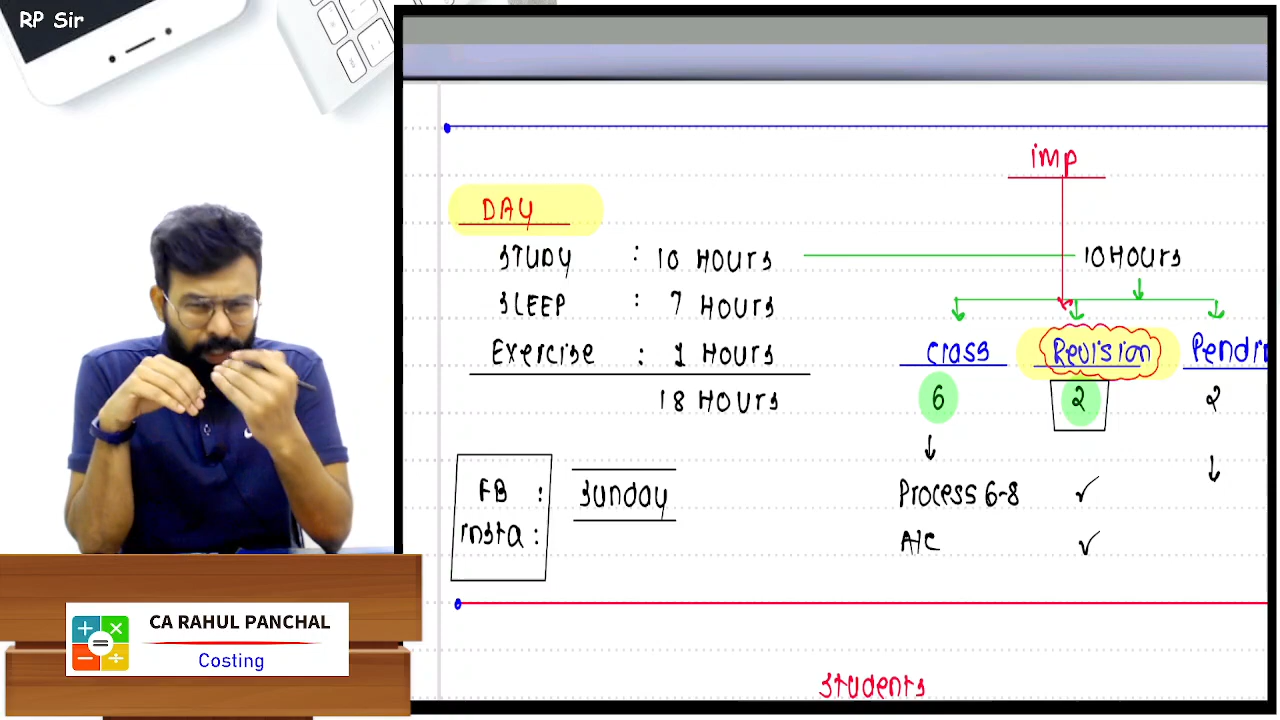 RP Sir
imp
DAY
STUDY : 10 HOURS
10 HOURS
SLEEP : 7 HOURS
Exercise : 1 HOURS
class
Revision
18 HOURS
6
2
2
FB :
insta :
Sunday
Process 6-8
A/C
CA RAHUL PANCHAL
Costing
Students